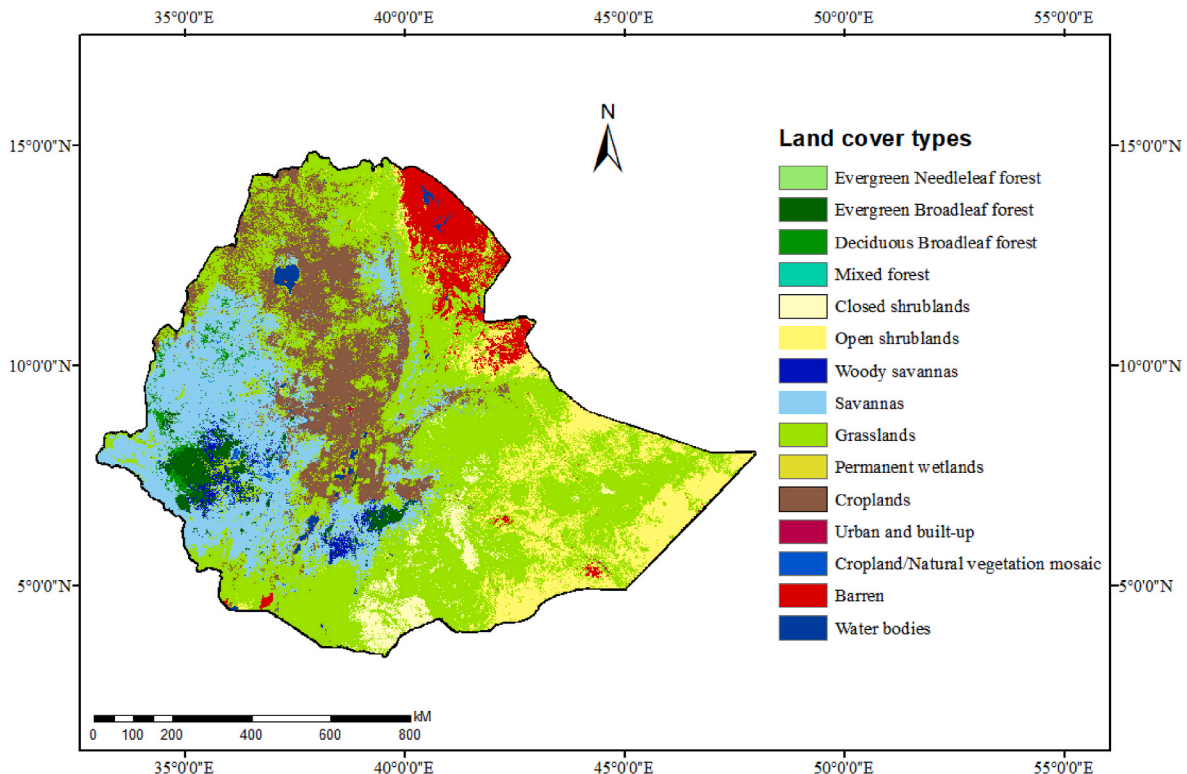 35°0'0"E 40°0'0"E 45°0'0"E 50°0'0"E 55°0'0"E
N
15°0'0"N 15°0'0"N
Land cover types
Evergreen Needleleaf forest
Evergreen Broadleaf forest
Deciduous Broadleaf forest
Mixed forest
Closed shrublands
Open shrublands
10°0'0"N 10°0'0"N
Woody savannas
Savannas
Grasslands
Permanent wetlands
Croplands
Urban and built-up
Cropland/Natural vegetation mosaic
5°0'0"N 5°0'0"N
Barren
Water bodies
kM
0 100 200 400 600 800
35°0'0"E 40°0'0"E 45°0'0"E 50°0'0"E 55°0'0"E